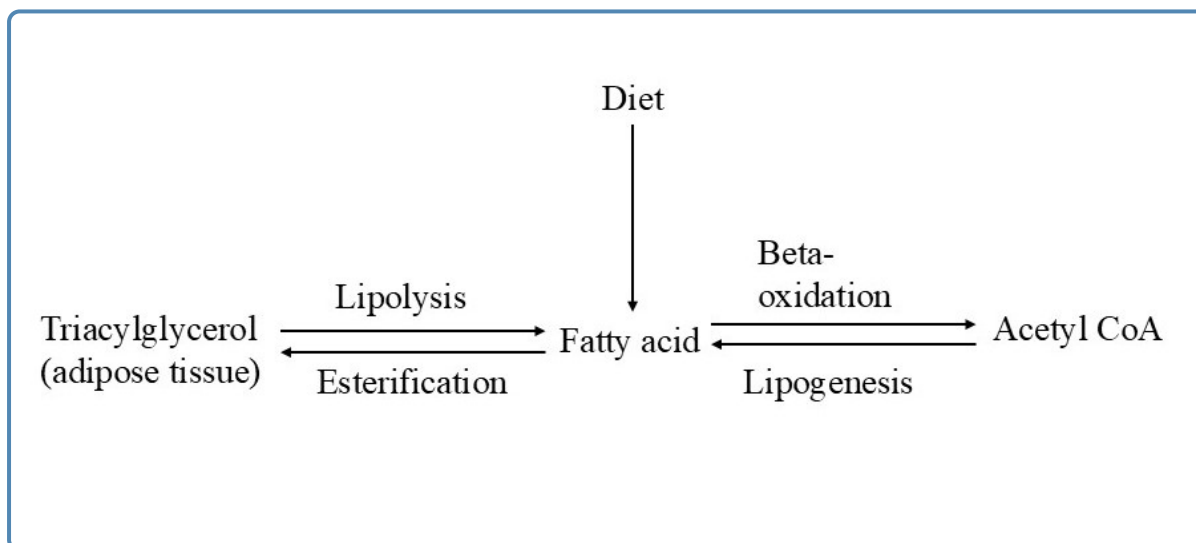 Diet
Beta-
oxidation
Lipolysis
Triacylglycerol
(adipose tissue)
Fatty acid
Acetyl CoA
Esterification
Lipogenesis